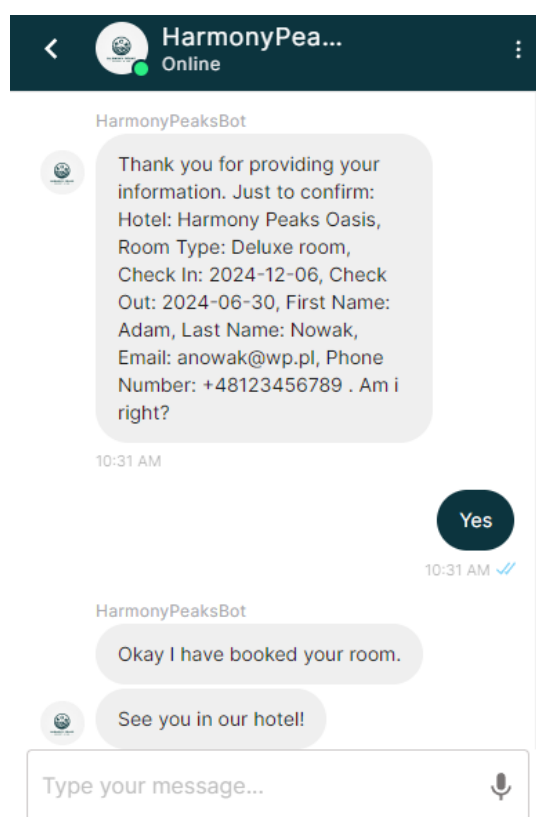 HarmonyPea...
Online
HarmonyPeaksBot
Thank you for providing your
information. Just to confirm:
Hotel: Harmony Peaks Oasis,
Room Type: Deluxe room,
Check In: 2024-12-06, Check
Out: 2024-06-30, First Name:
Adam, Last Name: Nowak,
Email: anowak@wp.pl, Phone
Number: +48123456789 . Am i
right?
10:31 AM
Yes
10:31 AM
HarmonyPeaksBot
Okay I have booked your room.
See you in our hotel!
Type your message...